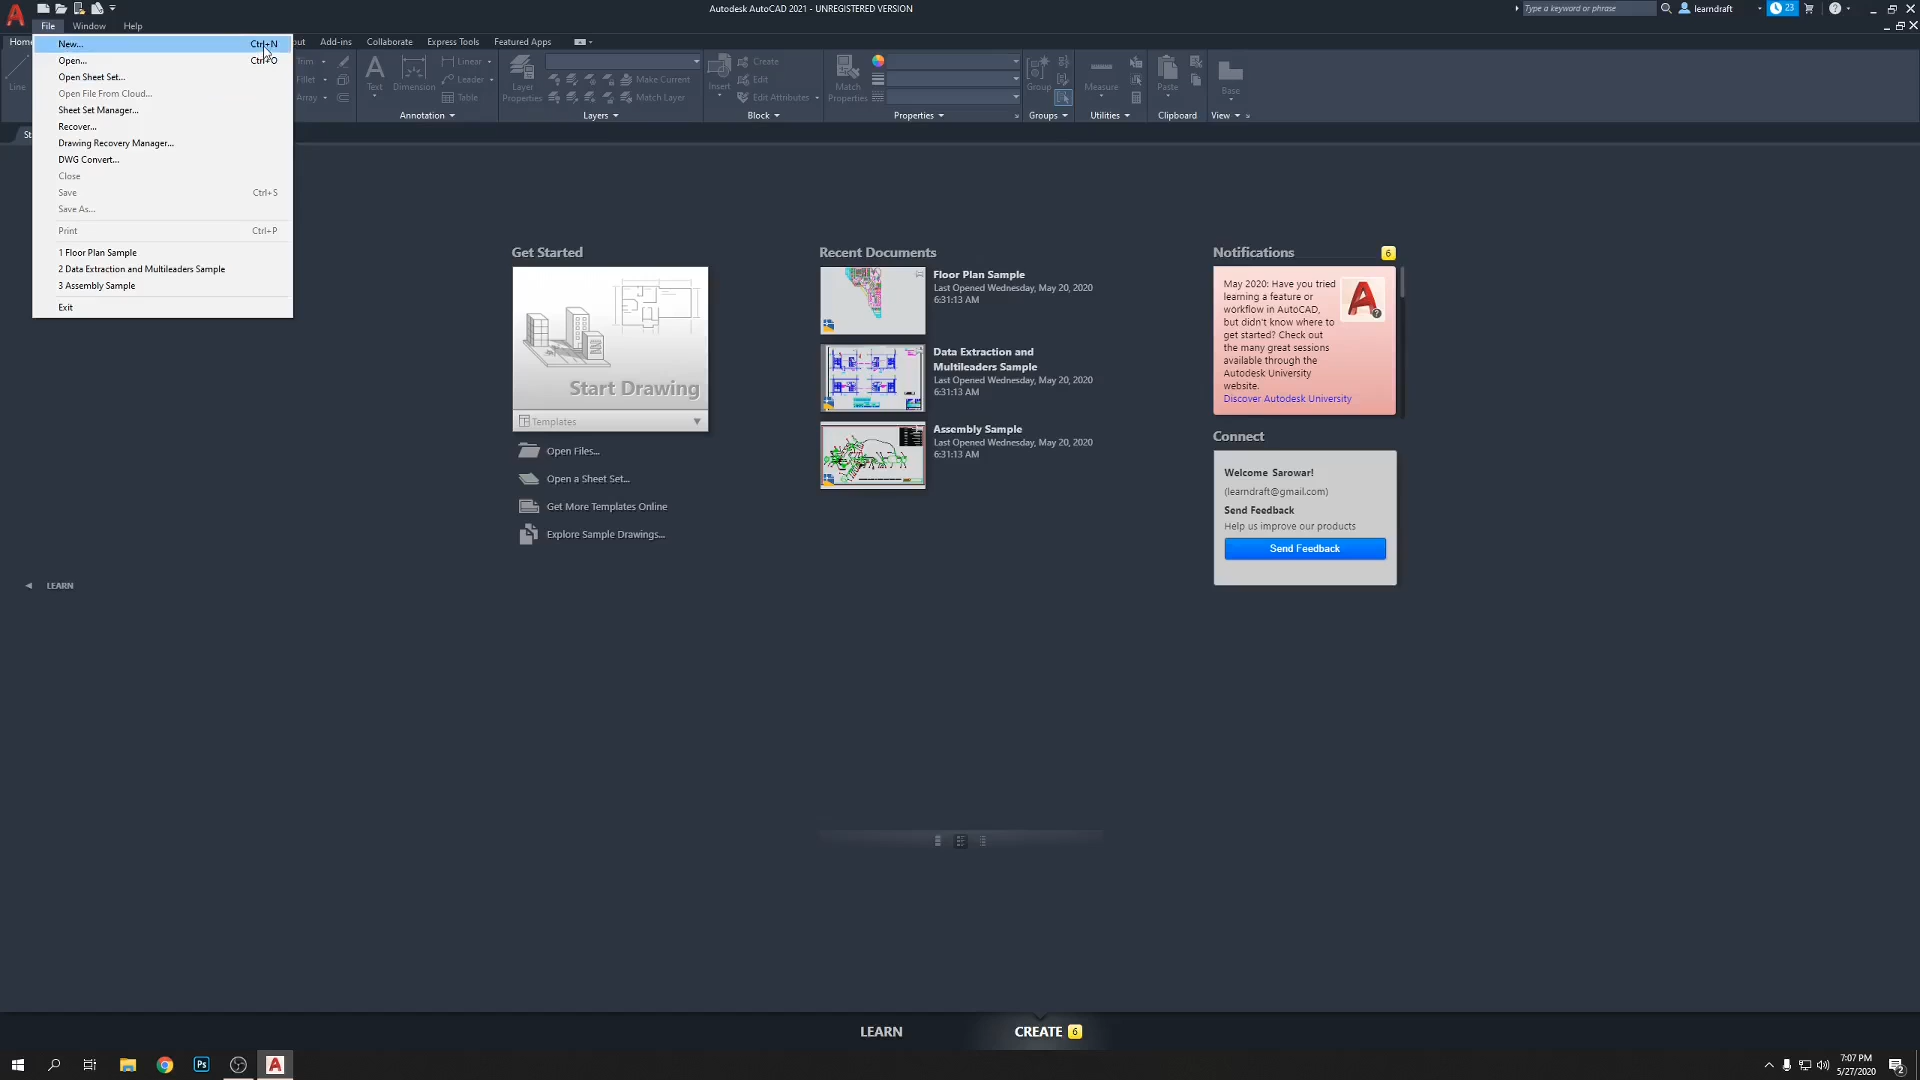 Autodesk AutoCAD 2021 - UNREGISTERED VERSION
Type a keyword or phrase
learndraft
23
File
Window
Help
Add-ins
Collaborate
Express Tools
Featured Apps
New... Ctrl+N
Open... Ctrl+O
Open Sheet Set...
Open File From Cloud...
Sheet Set Manager...
Recover...
Drawing Recovery Manager...
DWG Convert...
Close
Save Ctrl+S
Save As...
Print Ctrl+P
1 Floor Plan Sample
2 Data Extraction and Multileaders Sample
3 Assembly Sample
Exit
Line
Trim
Fillet
Array
Text
Dimension
Linear
Leader
Table
Annotation
Layer
Properties
Make Current
Match Layer
Layers
Insert
Create
Edit
Edit Attributes
Block
Match
Properties
Properties
Group
Groups
Measure
Utilities
Paste
Clipboard
Base
View
Get Started
Start Drawing
Templates
Open Files...
Open a Sheet Set...
Get More Templates Online
Explore Sample Drawings...
Recent Documents
Floor Plan Sample
Last Opened Wednesday, May 20, 2020
6:31:13 AM
Data Extraction and
Multileaders Sample
Last Opened Wednesday, May 20, 2020
6:31:13 AM
Assembly Sample
Last Opened Wednesday, May 20, 2020
6:31:13 AM
Notifications 6
May 2020: Have you tried
learning a feature or
workflow in AutoCAD,
but didn't know where to
get started? Check out
the many great sessions
available through the
Autodesk University
website.
Discover Autodesk University
Connect
Welcome Sarowar!
(learndraft@gmail.com)
Send Feedback
Help us improve our products
Send Feedback
LEARN
LEARN
CREATE 6
Ps
7:07 PM
5/27/2020
2